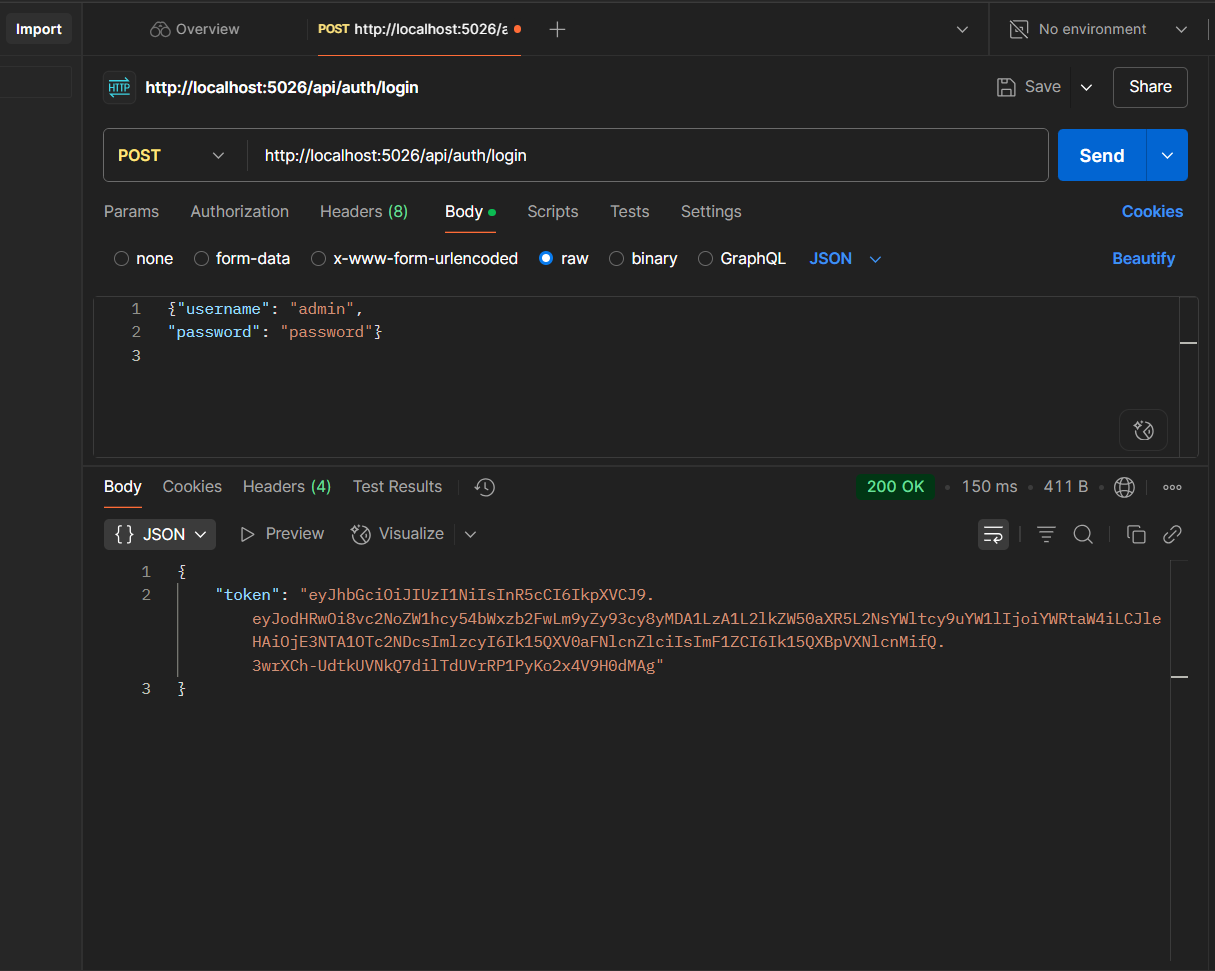 Import
Overview
POST http://localhost:5026/a
No environment
HTTP http://localhost:5026/api/auth/login
Save
Share
POST
http://localhost:5026/api/auth/login
Send
Params Authorization Headers (8) Body Scripts Tests Settings Cookies
none form-data x-www-form-urlencoded raw binary GraphQL JSON Beautify
1 {"username": "admin",
2 "password": "password"}
3
Body Cookies Headers (4) Test Results 200 OK 150 ms 411 B
{} JSON Preview Visualize
1 {
2 "token": "eyJhbGciOiJIUzI1NiIsInR5cCI6IkpXVCJ9.
eyJodHRwOi8vc2NoZW1hcy54bWxzb2FwLm9yZy93cy8yMDA1LzA1L2lkZW50aXR5L2NsYWltcy9uYW1lIjoiYWRtaW4iLCJle
HAiOjE3NTA1OTc2NDcsImlzcyI6Ik15QXV0aFNlcnZlciIsImF1ZCI6Ik15QXBpVXNlcnMifQ.
3wrXCh-UdtkUVNkQ7dilTdUVrRP1PyKo2x4V9H0dMAg"
3 }